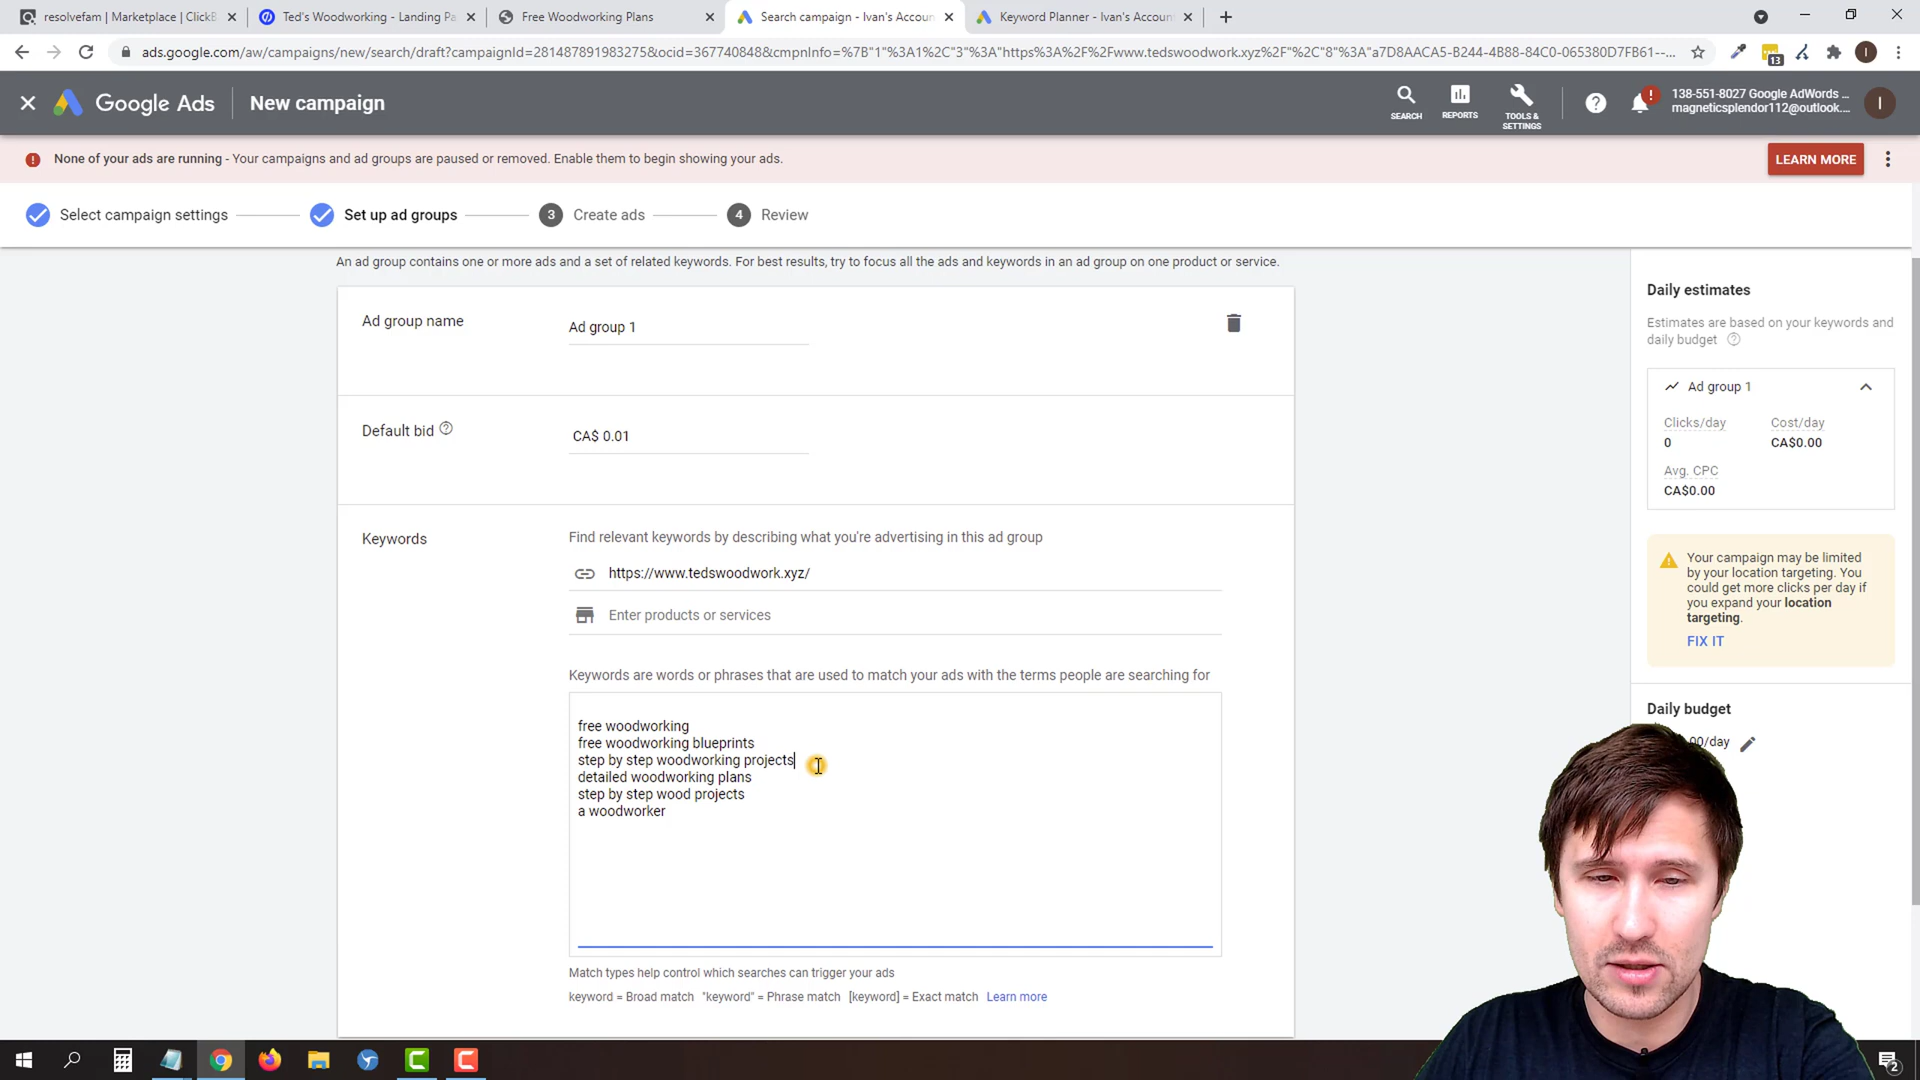 resolvefam | Marketplace | ClickB
Ted's Woodworking - Landing Pa
Free Woodworking Plans
Search campaign - Ivan's Accoun
Keyword Planner - Ivan's Accoun
ads.google.com/aw/campaigns/new/search/draft?campaignId=281487891983275&ocid=367740848&cmpnInfo=%7B"1"%3A1%2C"3"%3A"https%3A%2F%2Fwww.tedswoodwork.xyz%2F"%2C"8"%3A"a7D8AACA5-B244-4B88-84C0-065380D7FB61--...
13
I
Google Ads
New campaign
SEARCH
REPORTS
TOOLS &
SETTINGS
138-551-8027 Google AdWords ...
magneticsplendor112@outlook....
I
None of your ads are running - Your campaigns and ad groups are paused or removed. Enable them to begin showing your ads.
LEARN MORE
Select campaign settings
Set up ad groups
3 Create ads
4 Review
An ad group contains one or more ads and a set of related keywords. For best results, try to focus all the ads and keywords in an ad group on one product or service.
Ad group name
Ad group 1
Default bid
CA$ 0.01
Keywords
Find relevant keywords by describing what you're advertising in this ad group
https://www.tedswoodwork.xyz/
Enter products or services
Keywords are words or phrases that are used to match your ads with the terms people are searching for
free woodworking
free woodworking blueprints
step by step woodworking projects
detailed woodworking plans
step by step wood projects
a woodworker
Match types help control which searches can trigger your ads
keyword = Broad match "keyword" = Phrase match [keyword] = Exact match Learn more
Daily estimates
Estimates are based on your keywords and
daily budget
Ad group 1
Clicks/day
0
Cost/day
CA$0.00
Avg. CPC
CA$0.00
Your campaign may be limited
by your location targeting. You
could get more clicks per day if
you expand your location
targeting.
FIX IT
Daily budget
00/day
2